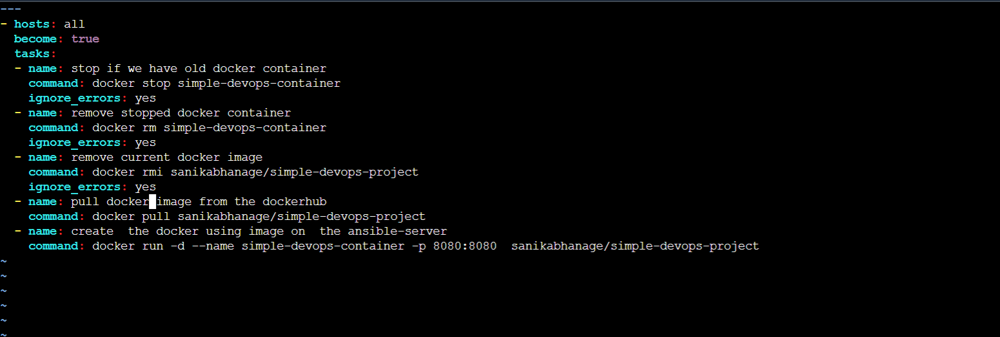 ---
- hosts: all
  become: true
  tasks:
  - name: stop if we have old docker container
    command: docker stop simple-devops-container
    ignore_errors: yes
  - name: remove stopped docker container
    command: docker rm simple-devops-container
    ignore_errors: yes
  - name: remove current docker image
    command: docker rmi sanikabhanage/simple-devops-project
    ignore_errors: yes
  - name: pull docker image from the dockerhub
    command: docker pull sanikabhanage/simple-devops-project
  - name: create  the docker using image on  the ansible-server
    command: docker run -d --name simple-devops-container -p 8080:8080  sanikabhanage/simple-devops-project
~
~
~
~
~
~